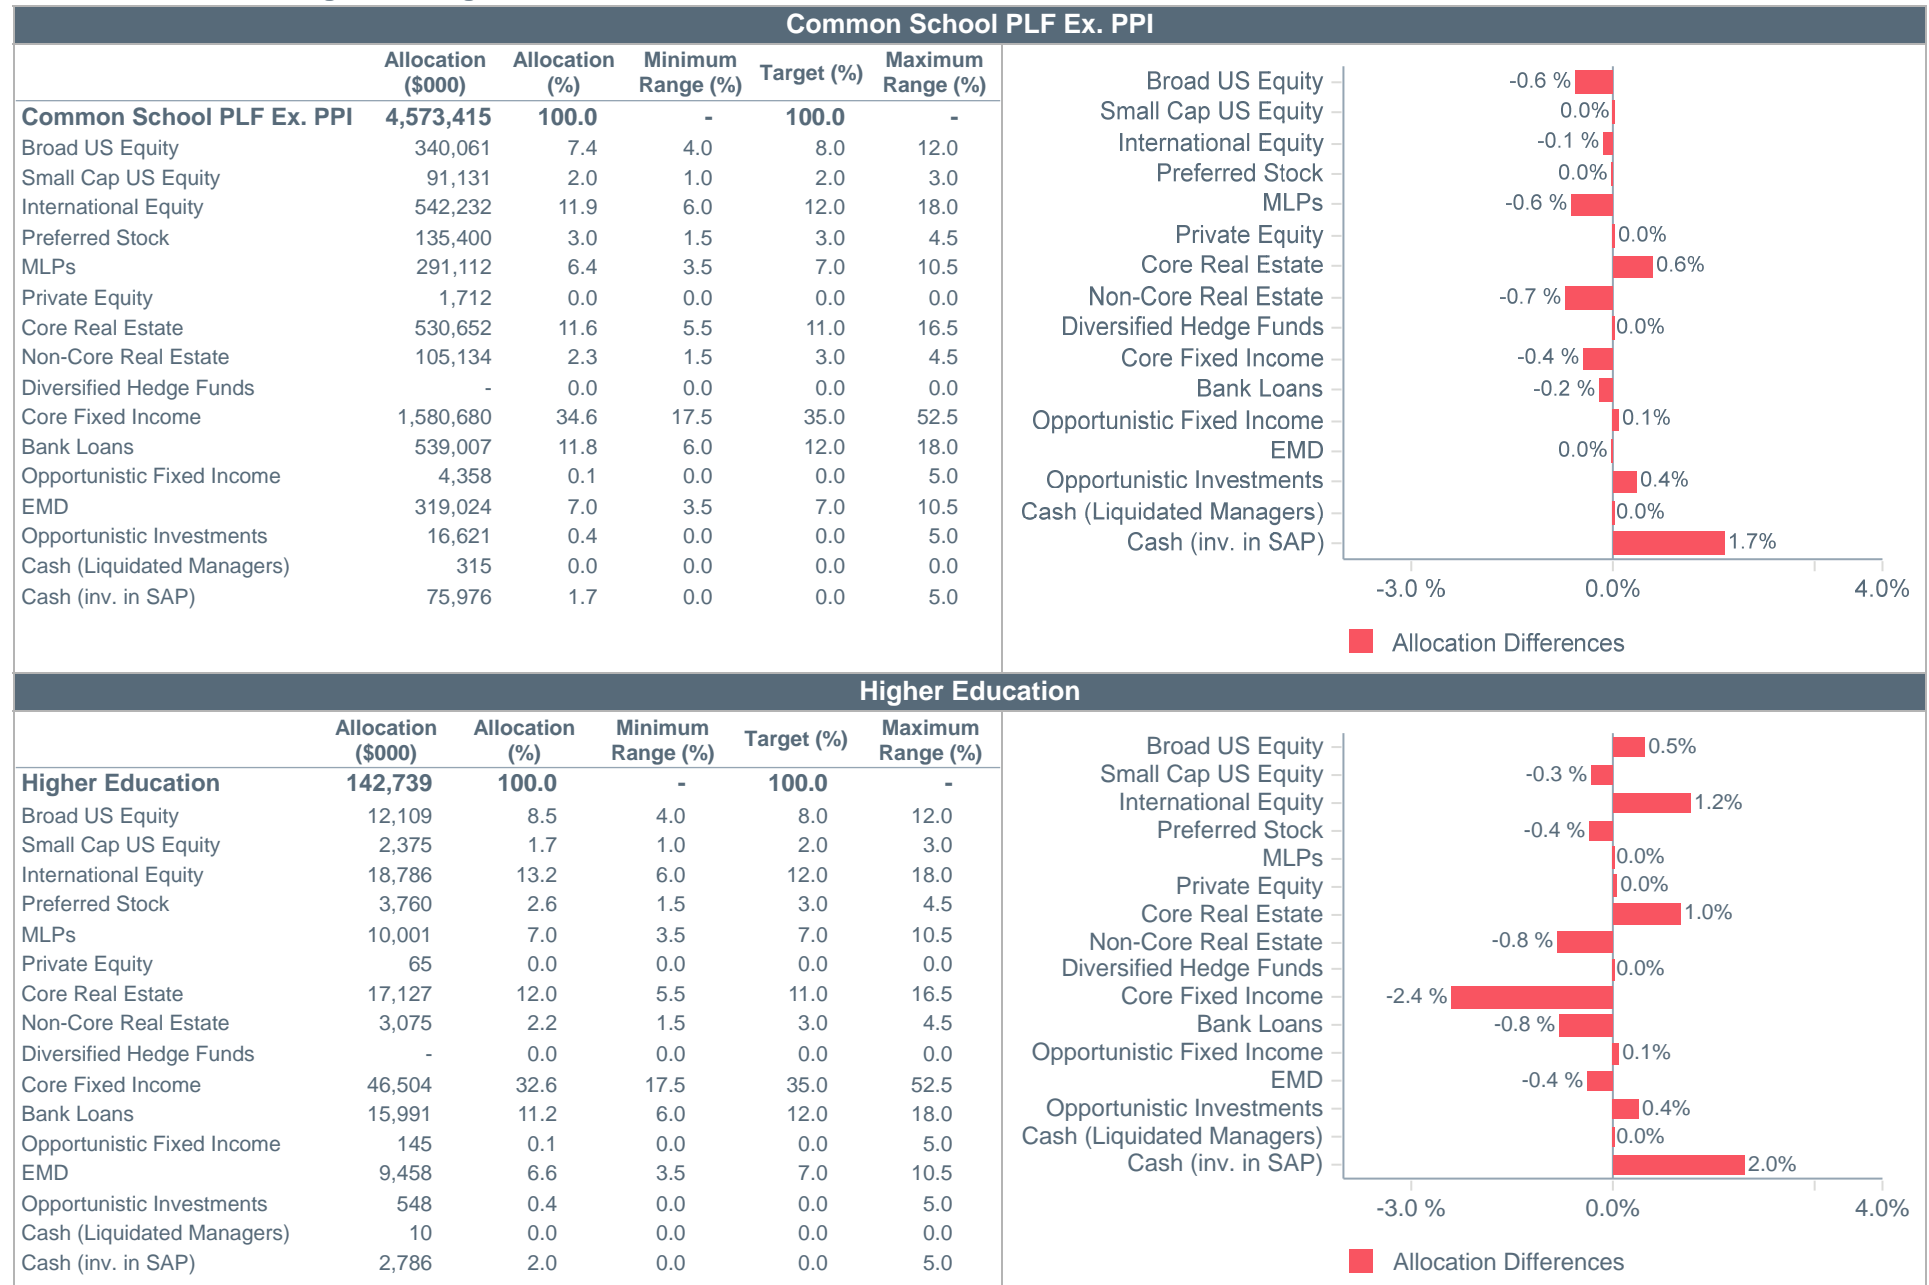 Common School PLF Ex. PPI
Allocation ($000) Allocation (%) Minimum Range (%) Target (%) Maximum Range (%)
Common School PLF Ex. PPI 4,573,415 100.0 - 100.0 -
Broad US Equity 340,061 7.4 4.0 8.0 12.0
Small Cap US Equity 91,131 2.0 1.0 2.0 3.0
International Equity 542,232 11.9 6.0 12.0 18.0
Preferred Stock 135,400 3.0 1.5 3.0 4.5
MLPs 291,112 6.4 3.5 7.0 10.5
Private Equity 1,712 0.0 0.0 0.0 0.0
Core Real Estate 530,652 11.6 5.5 11.0 16.5
Non-Core Real Estate 105,134 2.3 1.5 3.0 4.5
Diversified Hedge Funds - 0.0 0.0 0.0 0.0
Core Fixed Income 1,580,680 34.6 17.5 35.0 52.5
Bank Loans 539,007 11.8 6.0 12.0 18.0
Opportunistic Fixed Income 4,358 0.1 0.0 0.0 5.0
EMD 319,024 7.0 3.5 7.0 10.5
Opportunistic Investments 16,621 0.4 0.0 0.0 5.0
Cash (Liquidated Managers) 315 0.0 0.0 0.0 0.0
Cash (inv. in SAP) 75,976 1.7 0.0 0.0 5.0
Broad US Equity -0.6 %
Small Cap US Equity 0.0%
International Equity -0.1 %
Preferred Stock 0.0%
MLPs -0.6 %
Private Equity 0.0%
Core Real Estate 0.6%
Non-Core Real Estate -0.7 %
Diversified Hedge Funds 0.0%
Core Fixed Income -0.4 %
Bank Loans -0.2 %
Opportunistic Fixed Income 0.1%
EMD 0.0%
Opportunistic Investments 0.4%
Cash (Liquidated Managers) 0.0%
Cash (inv. in SAP) 1.7%
-3.0 % 0.0% 4.0%
Allocation Differences
Higher Education
Allocation ($000) Allocation (%) Minimum Range (%) Target (%) Maximum Range (%)
Higher Education 142,739 100.0 - 100.0 -
Broad US Equity 12,109 8.5 4.0 8.0 12.0
Small Cap US Equity 2,375 1.7 1.0 2.0 3.0
International Equity 18,786 13.2 6.0 12.0 18.0
Preferred Stock 3,760 2.6 1.5 3.0 4.5
MLPs 10,001 7.0 3.5 7.0 10.5
Private Equity 65 0.0 0.0 0.0 0.0
Core Real Estate 17,127 12.0 5.5 11.0 16.5
Non-Core Real Estate 3,075 2.2 1.5 3.0 4.5
Diversified Hedge Funds - 0.0 0.0 0.0 0.0
Core Fixed Income 46,504 32.6 17.5 35.0 52.5
Bank Loans 15,991 11.2 6.0 12.0 18.0
Opportunistic Fixed Income 145 0.1 0.0 0.0 5.0
EMD 9,458 6.6 3.5 7.0 10.5
Opportunistic Investments 548 0.4 0.0 0.0 5.0
Cash (Liquidated Managers) 10 0.0 0.0 0.0 0.0
Cash (inv. in SAP) 2,786 2.0 0.0 0.0 5.0
Broad US Equity 0.5%
Small Cap US Equity -0.3 %
International Equity 1.2%
Preferred Stock -0.4 %
MLPs 0.0%
Private Equity 0.0%
Core Real Estate 1.0%
Non-Core Real Estate -0.8 %
Diversified Hedge Funds 0.0%
Core Fixed Income -2.4 %
Bank Loans -0.8 %
Opportunistic Fixed Income 0.1%
EMD -0.4 %
Opportunistic Investments 0.4%
Cash (Liquidated Managers) 0.0%
Cash (inv. in SAP) 2.0%
-3.0 % 0.0% 4.0%
Allocation Differences